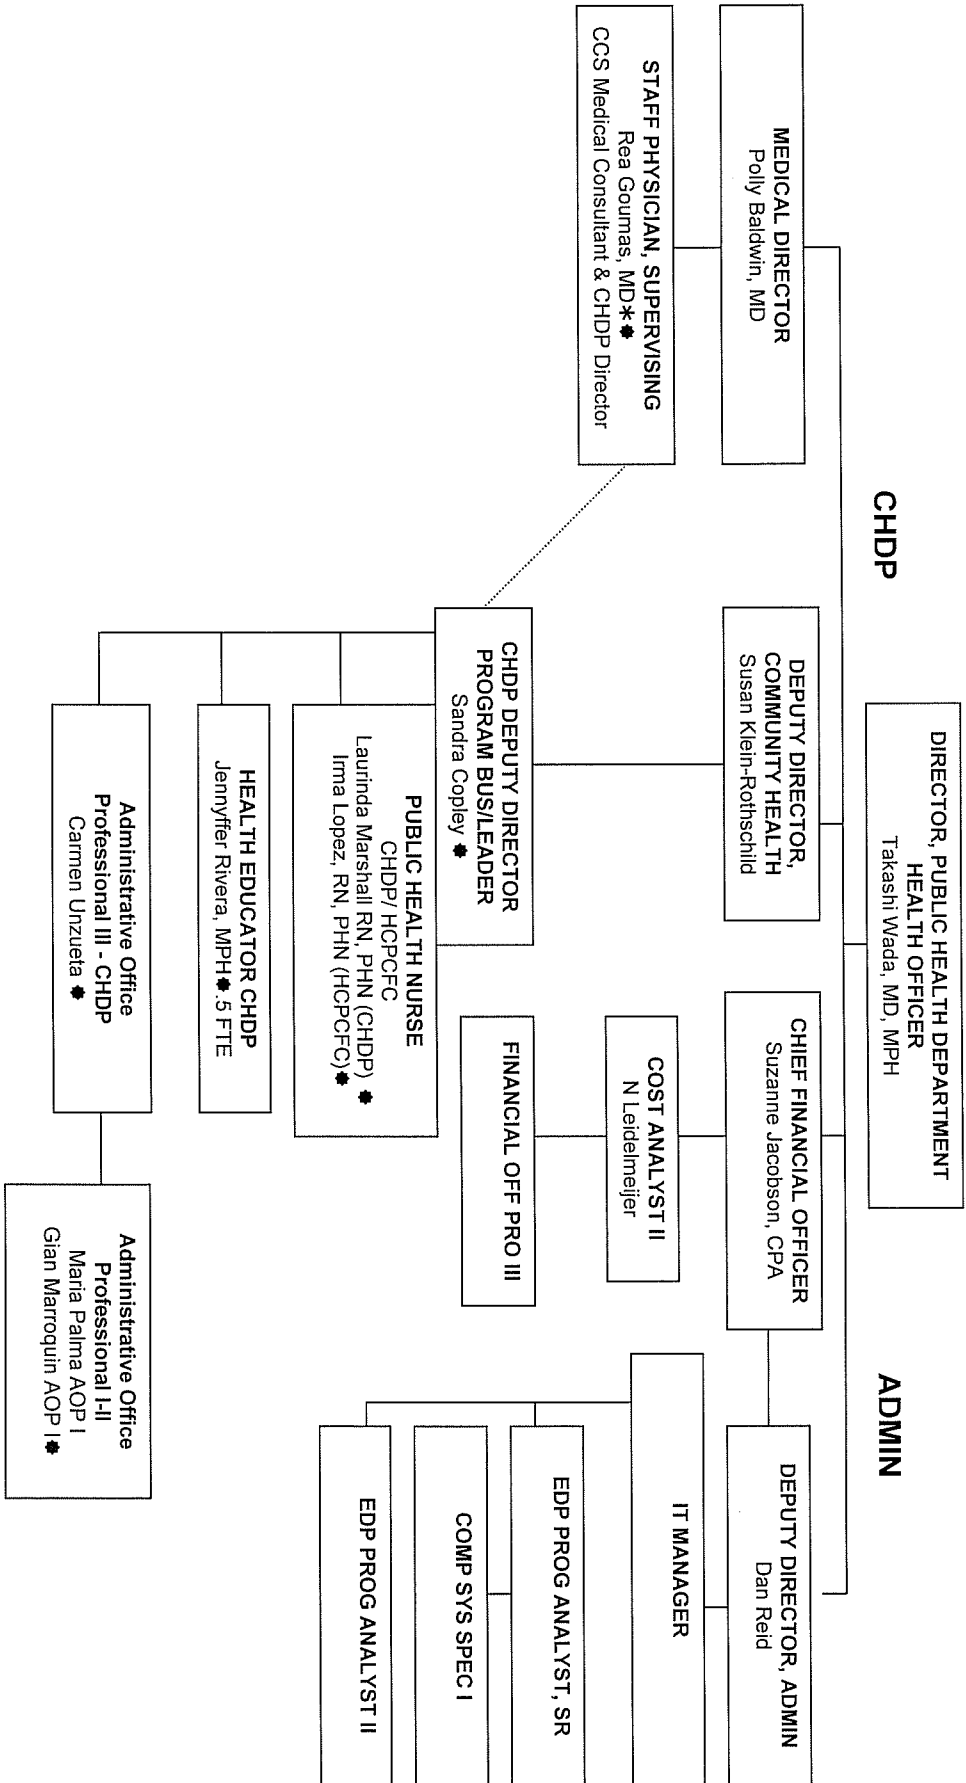 CHDP
ADMIN
DIRECTOR, PUBLIC HEALTH DEPARTMENT
HEALTH OFFICER
Takashi Wada, MD, MPH
MEDICAL DIRECTOR
Polly Baldwin, MD
DEPUTY DIRECTOR,
COMMUNITY HEALTH
Susan Klein-Rothschild
CHIEF FINANCIAL OFFICER
Suzanne Jacobson, CPA
DEPUTY DIRECTOR, ADMIN
Dan Reid
STAFF PHYSICIAN, SUPERVISING
Rea Goumas, MD*✸
CCS Medical Consultant & CHDP Director
COST ANALYST II
N Leidelmeijer
IT MANAGER
CHDP DEPUTY DIRECTOR
PROGRAM BUS/LEADER
Sandra Copley ✸
FINANCIAL OFF PRO III
EDP PROG ANALYST, SR
PUBLIC HEALTH NURSE
CHDP/ HCPCFC
Laurinda Marshall RN, PHN (CHDP) ✸
Irma Lopez, RN, PHN (HCPCFC)✸
COMP SYS SPEC I
HEALTH EDUCATOR CHDP
Jennyffer Rivera, MPH✸.5 FTE
EDP PROG ANALYST II
Administrative Office
Professional III - CHDP
Carmen Unzueta ✸
Administrative Office
Professional I-II
Maria Palma AOP I
Gian Marroquin AOP I✸